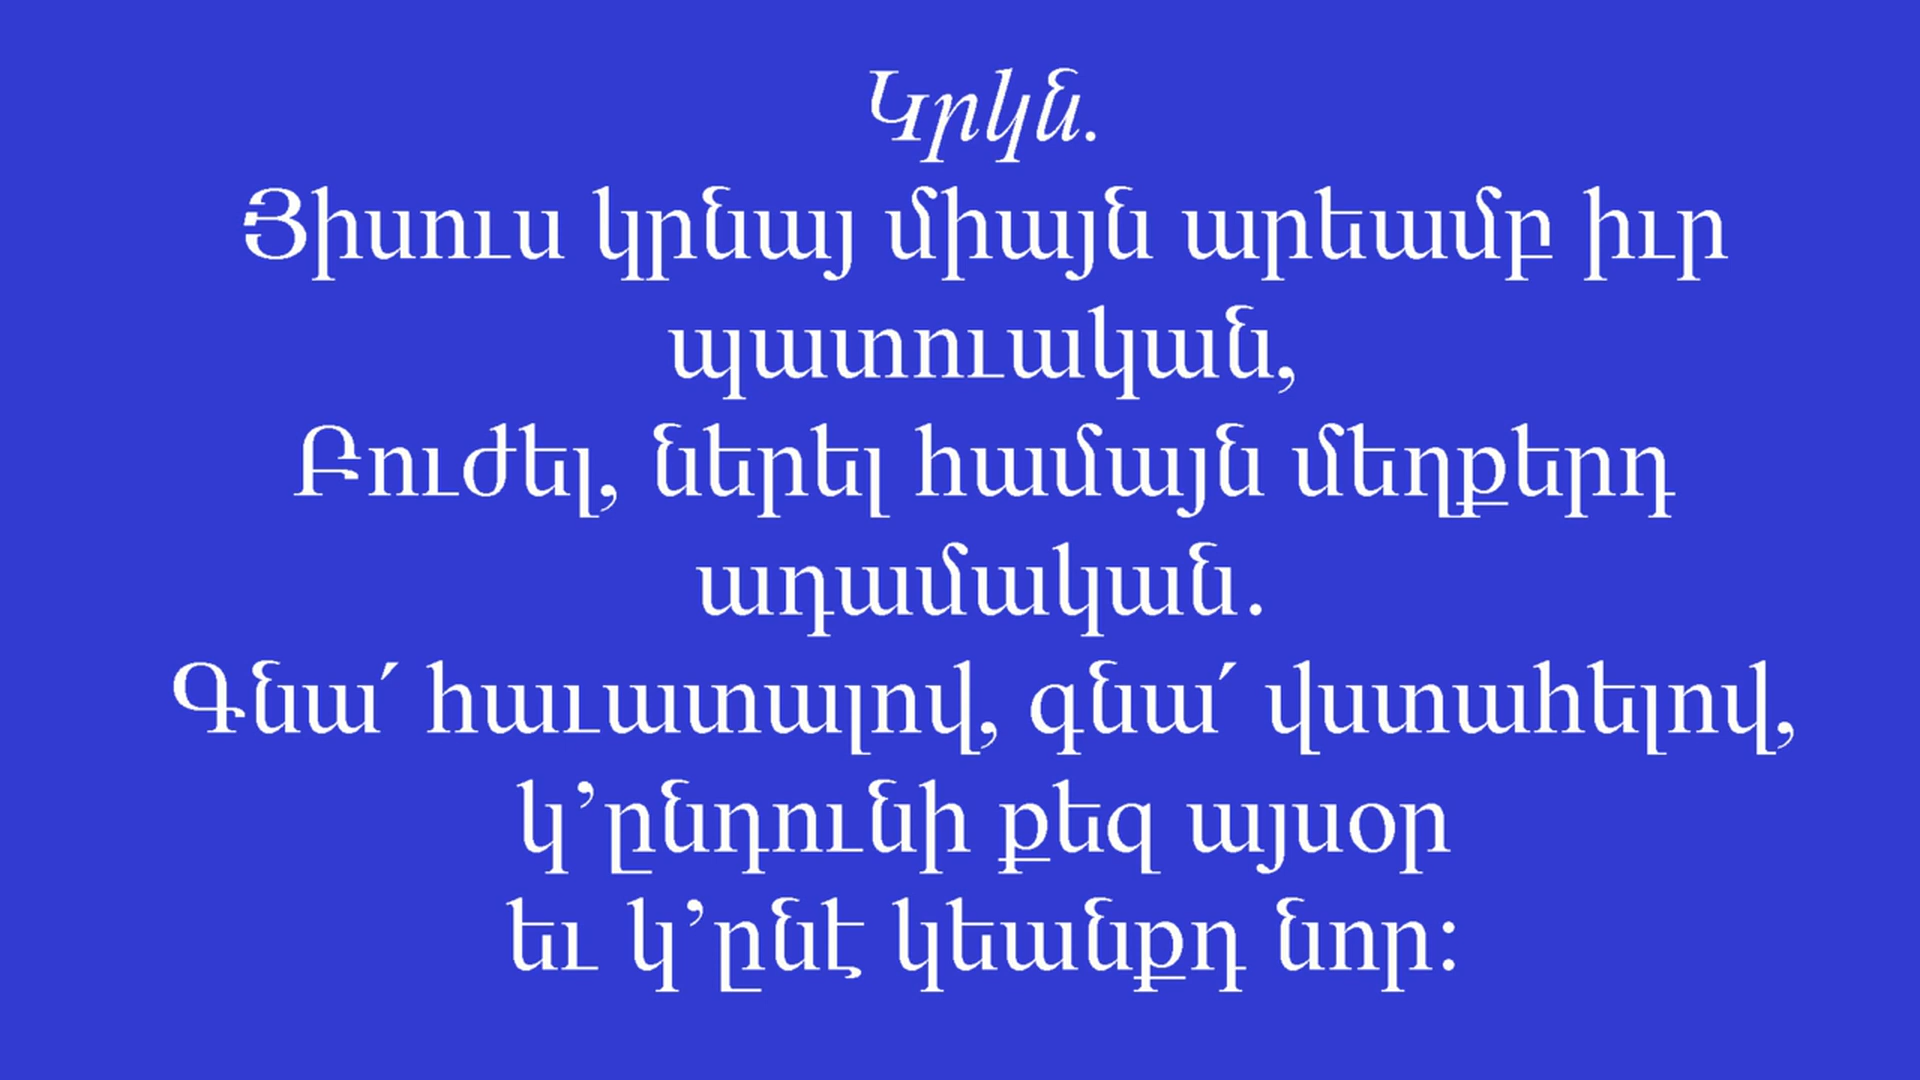 Կրկն.
Յիսուս կրնայ միայն արեամբ իւր
պատուական,
Բուժել, ներել համայն մեղքերդ
ադամական.
Գնա՛ հաւատալով, գնա՛ վստահելով,
կ’ընդունի քեզ այսօր
եւ կ’ընէ կեանքդ նոր: